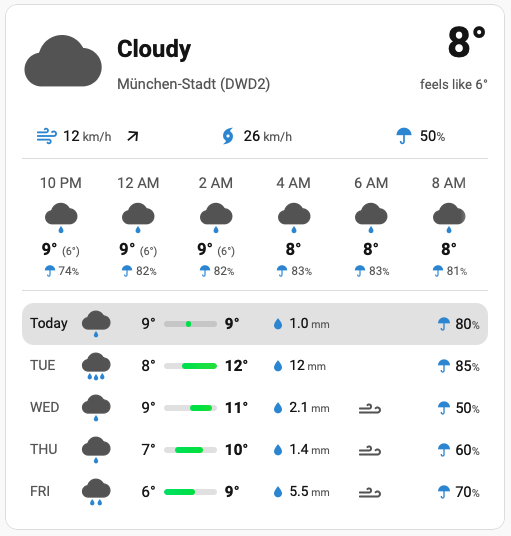 Cloudy
8°
München-Stadt (DWD2)
feels like 6°
12 km/h
26 km/h
50%
10 PM 12 AM 2 AM 4 AM 6 AM 8 AM
9° (6°) 9° (6°) 9° (6°) 8° 8° 8°
74% 82% 82% 83% 83% 81%
Today 9° 9° 1.0 mm 80%
TUE 8° 12° 12 mm 85%
WED 9° 11° 2.1 mm 50%
THU 7° 10° 1.4 mm 60%
FRI 6° 9° 5.5 mm 70%